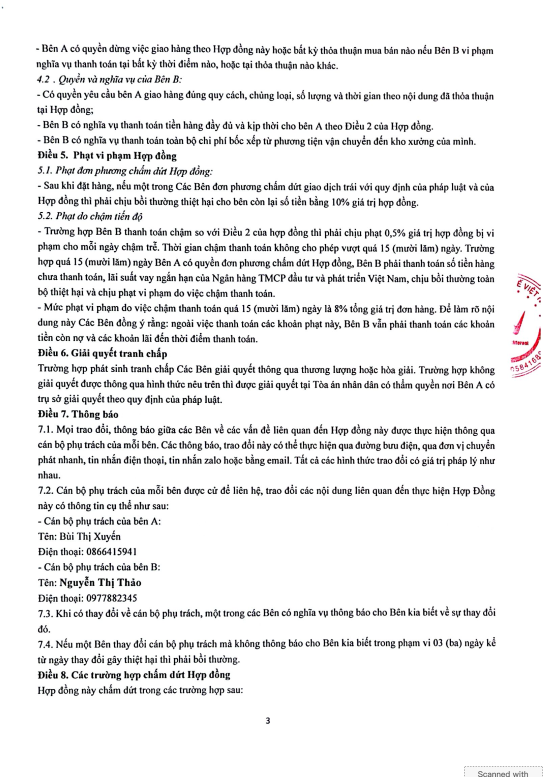 - Bên A có quyền dừng việc giao hàng theo Hợp đồng này hoặc bất kỳ thỏa thuận mua bán nào nếu Bên B vi phạm
nghĩa vụ thanh toán tại bất kỳ thời điểm nào, hoặc tại thỏa thuận nào khác.
4.2 . Quyền và nghĩa vụ của Bên B:
- Có quyền yêu cầu bên A giao hàng đúng quy cách, chủng loại, số lượng và thời gian theo nội dung đã thỏa thuận
tại Hợp đồng;
- Bên B có nghĩa vụ thanh toán tiền hàng đầy đủ và kịp thời cho bên A theo Điều 2 của Hợp đồng.
- Bên B có nghĩa vụ thanh toán toàn bộ chi phí bốc xếp từ phương tiện vận chuyển đến kho xưởng của mình.
Điều 5. Phạt vi phạm Hợp đồng
5.1. Phạt đơn phương chấm dứt Hợp đồng:
- Sau khi đặt hàng, nếu một trong Các Bên đơn phương chấm dứt giao dịch trái với quy định của pháp luật và của
Hợp đồng thì phải chịu bồi thường thiệt hại cho bên còn lại số tiền bằng 10% giá trị hợp đồng.
5.2. Phạt do chậm tiến độ
- Trường hợp Bên B thanh toán chậm so với Điều 2 của hợp đồng thì phải chịu phạt 0,5% giá trị hợp đồng bị vi
phạm cho mỗi ngày chậm trễ. Thời gian chậm thanh toán không cho phép vượt quá 15 (mười lăm) ngày. Trường
hợp quá 15 (mười lăm) ngày Bên A có quyền đơn phương chấm dứt Hợp đồng, Bên B phải thanh toán số tiền hàng
chưa thanh toán, lãi suất vay ngắn hạn của Ngân hàng TMCP đầu tư và phát triển Việt Nam, chịu bồi thường toàn
bộ thiệt hại và chịu phạt vi phạm do việc chậm thanh toán.
- Mức phạt vi phạm do việc chậm thanh toán quá 15 (mười lăm) ngày là 8% tổng giá trị đơn hàng. Để làm rõ nội
dung này Các Bên đồng ý rằng: ngoài việc thanh toán các khoản phạt này, Bên B vẫn phải thanh toán các khoản
tiền còn nợ và các khoản lãi đến thời điểm thanh toán.
Điều 6. Giải quyết tranh chấp
Trường hợp phát sinh tranh chấp Các Bên giải quyết thông qua thương lượng hoặc hòa giải. Trường hợp không
giải quyết được thông qua hình thức nêu trên thì được giải quyết tại Tòa án nhân dân có thẩm quyền nơi Bên A có
trụ sở giải quyết theo quy định của pháp luật.
Điều 7. Thông báo
7.1. Mọi trao đổi, thông báo giữa các Bên về các vấn đề liên quan đến Hợp đồng này được thực hiện thông qua
cán bộ phụ trách của mỗi bên. Các thông báo, trao đổi này có thể thực hiện qua đường bưu điện, qua đơn vị chuyển
phát nhanh, tin nhắn điện thoại, tin nhắn zalo hoặc bằng email. Tất cả các hình thức trao đổi có giá trị pháp lý như
nhau.
7.2. Cán bộ phụ trách của mỗi bên được cử để liên hệ, trao đổi các nội dung liên quan đến thực hiện Hợp Đồng
này có thông tin cụ thể như sau:
- Cán bộ phụ trách của bên A:
Tên: Bùi Thị Xuyến
Điện thoại: 0866415941
- Cán bộ phụ trách của bên B:
Tên: Nguyễn Thị Thảo
Điện thoại: 0977882345
7.3. Khi có thay đổi về cán bộ phụ trách, một trong các Bên có nghĩa vụ thông báo cho Bên kia biết về sự thay đổi
đó.
7.4. Nếu một Bên thay đổi cán bộ phụ trách mà không thông báo cho Bên kia biết trong phạm vi 03 (ba) ngày kể
từ ngày thay đổi gây thiệt hại thì phải bồi thường.
Điều 8. Các trường hợp chấm dứt Hợp đồng
Hợp đồng này chấm dứt trong các trường hợp sau:
3
Scanned with